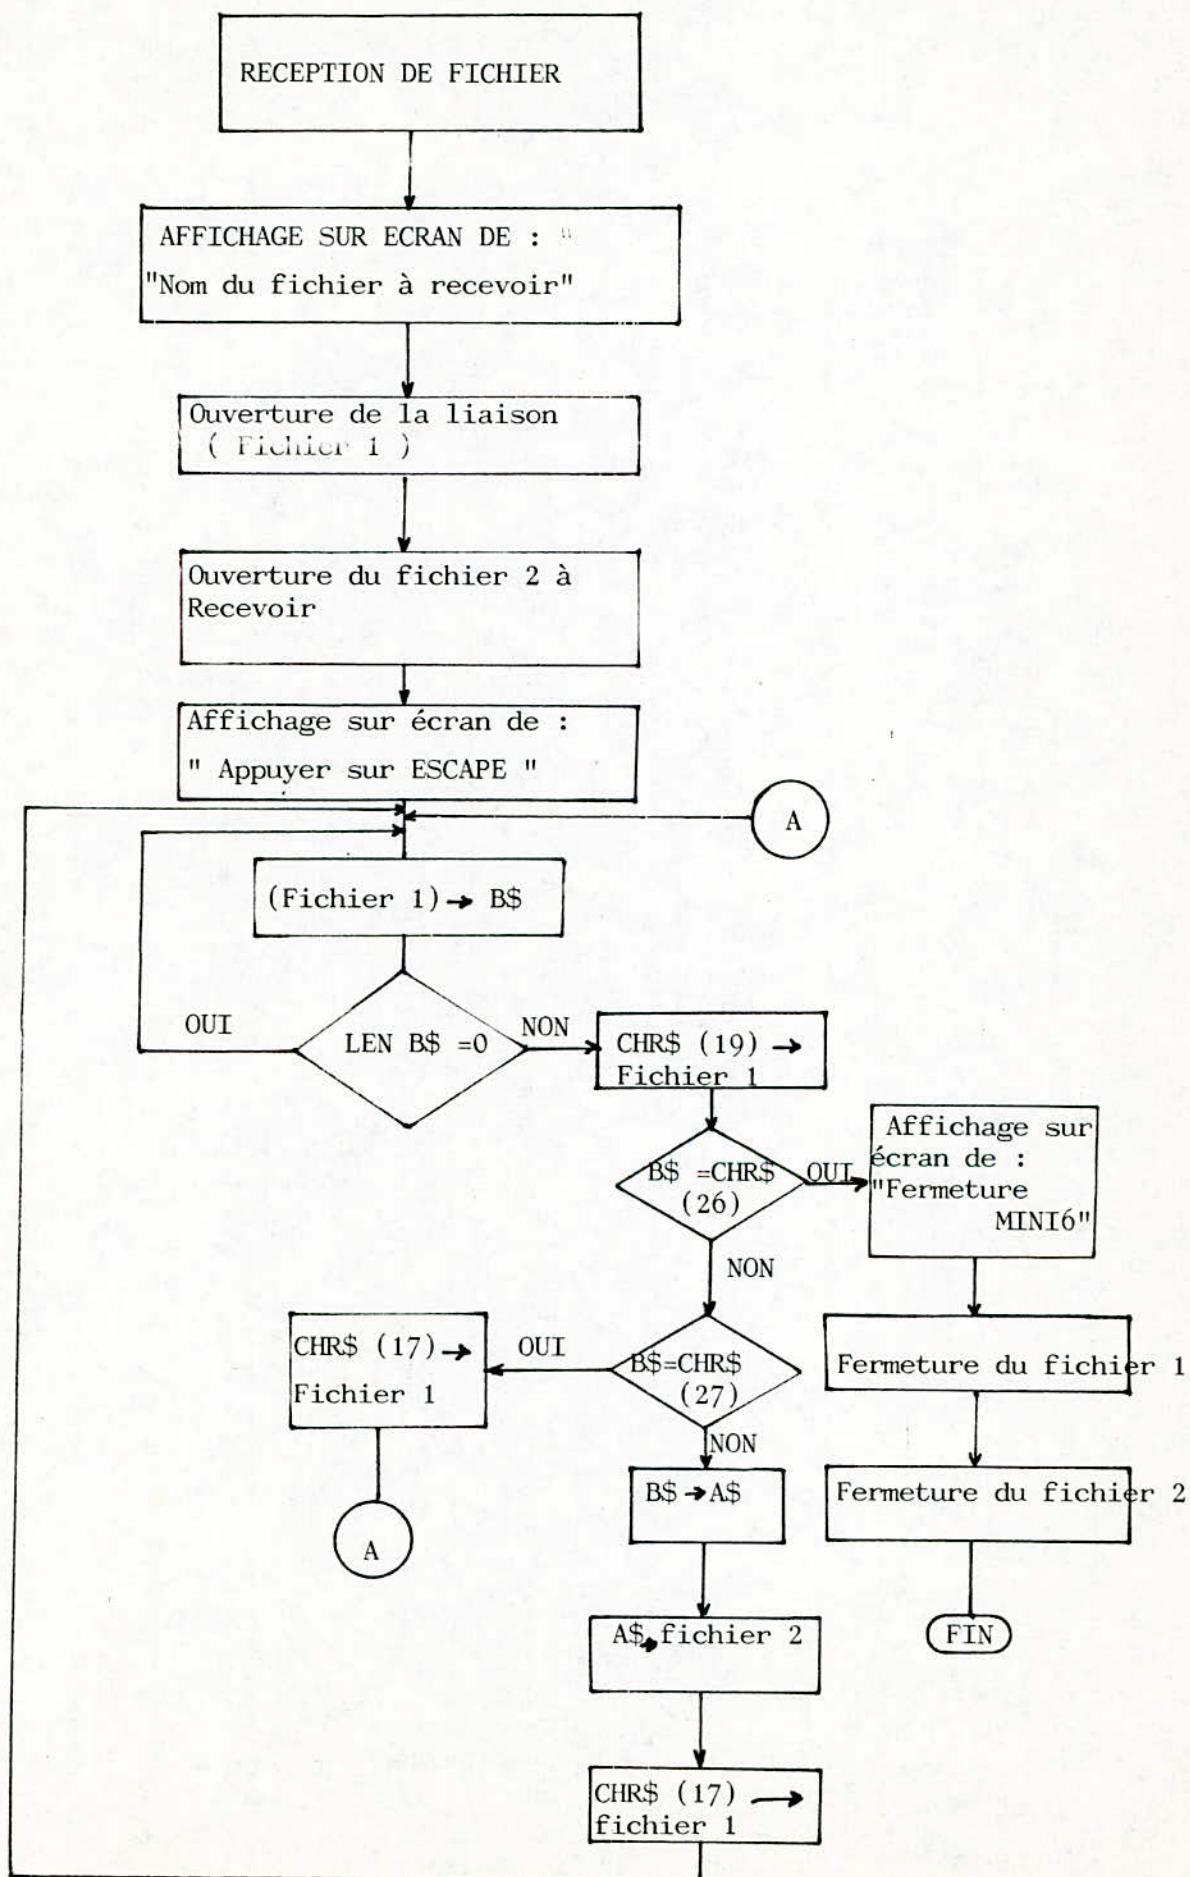 RECEPTION DE FICHIER
AFFICHAGE SUR ECRAN DE : "
"Nom du fichier à recevoir"
Ouverture de la liaison
( Fichier 1 )
Ouverture du fichier 2 à
Recevoir
Affichage sur écran de :
" Appuyer sur ESCAPE "
A
(Fichier 1)→ B$
OUI
LEN B$ =0
NON
CHR$ (19) →
Fichier 1
B$ =CHR$
(26)
OUI
Affichage sur
écran de :
"Fermeture
MINI6"
NON
CHR$ (17)→
Fichier 1
OUI
B$=CHR$
(27)
Fermeture du fichier 1
NON
A
B$→A$
Fermeture du fichier 2
A$→fichier 2
FIN
CHR$ (17) →
fichier 1